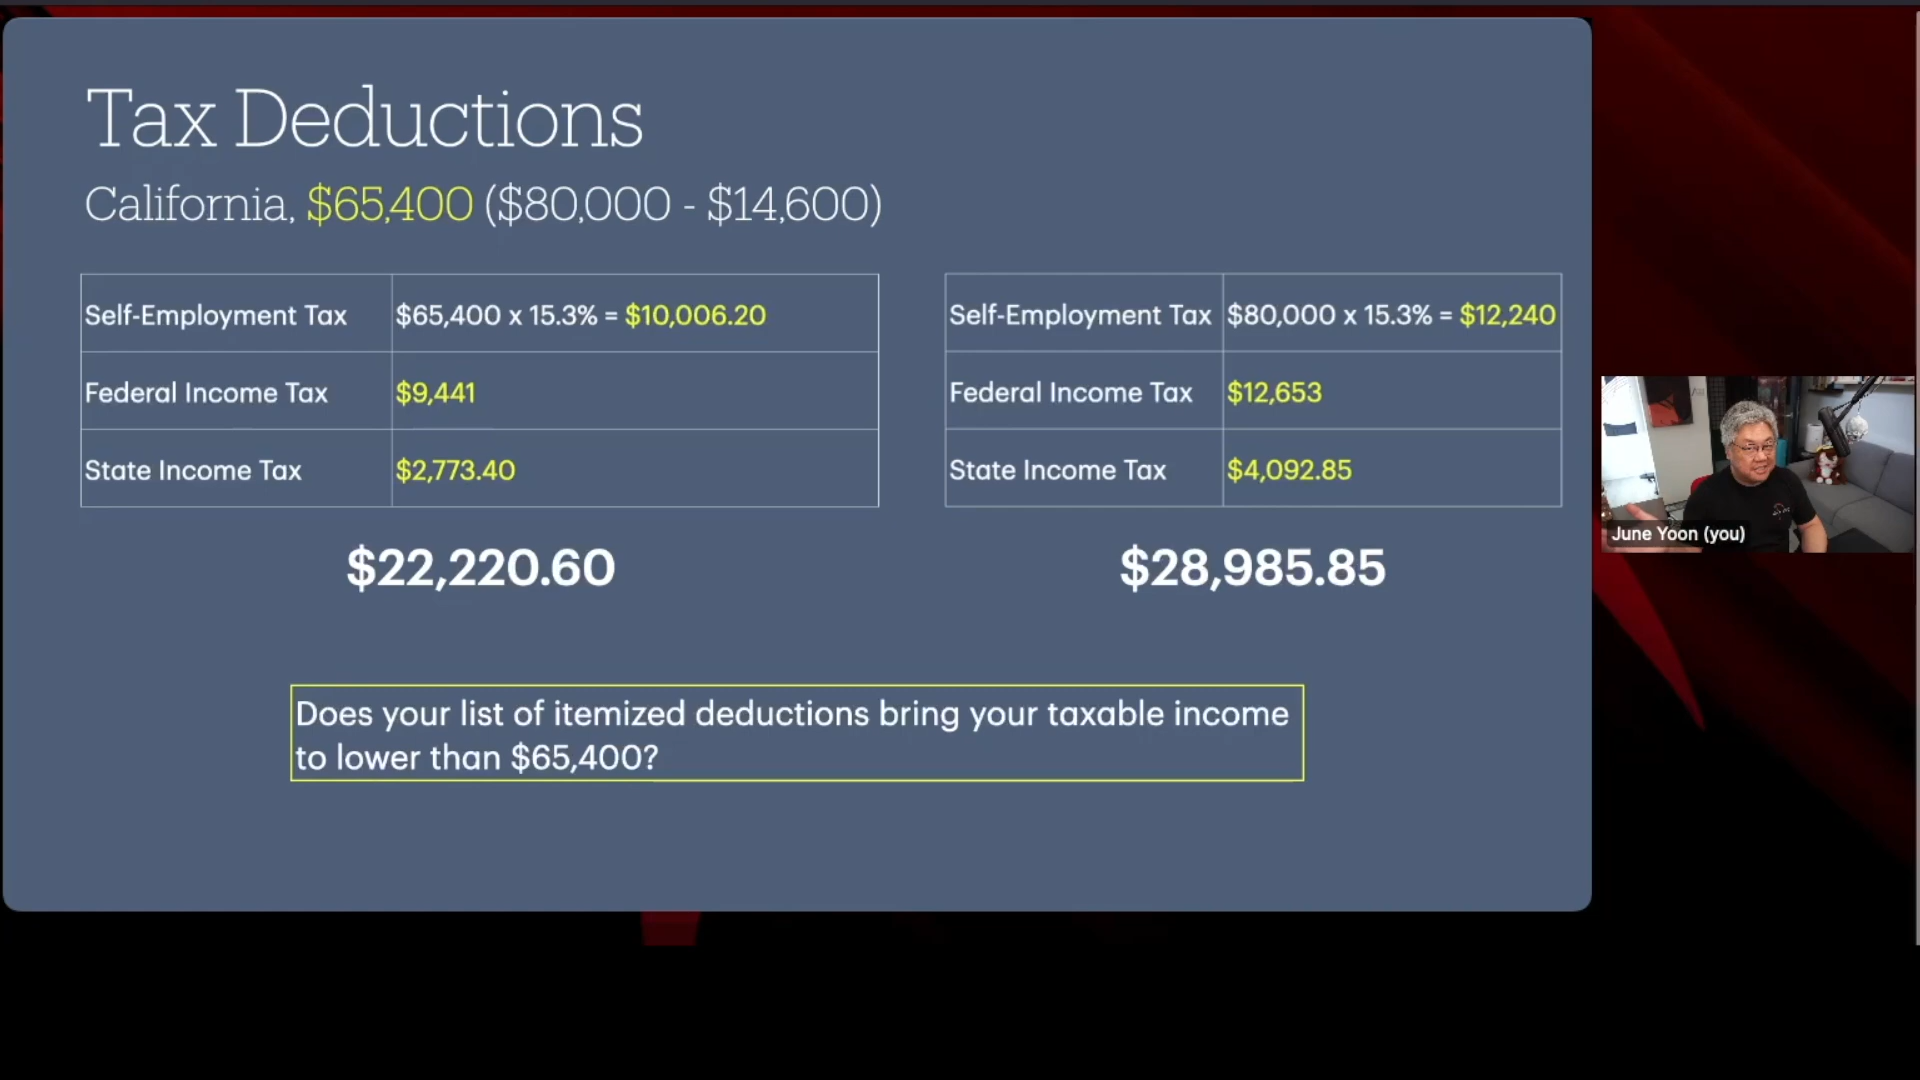 Tax Deductions
California, $65,400 ($80,000 - $14,600)
Self-Employment Tax $65,400 x 15.3% = $10,006.20
Federal Income Tax $9,441
State Income Tax $2,773.40
$22,220.60
Self-Employment Tax $80,000 x 15.3% = $12,240
Federal Income Tax $12,653
State Income Tax $4,092.85
$28,985.85
Does your list of itemized deductions bring your taxable income
to lower than $65,400?
June Yoon (you)